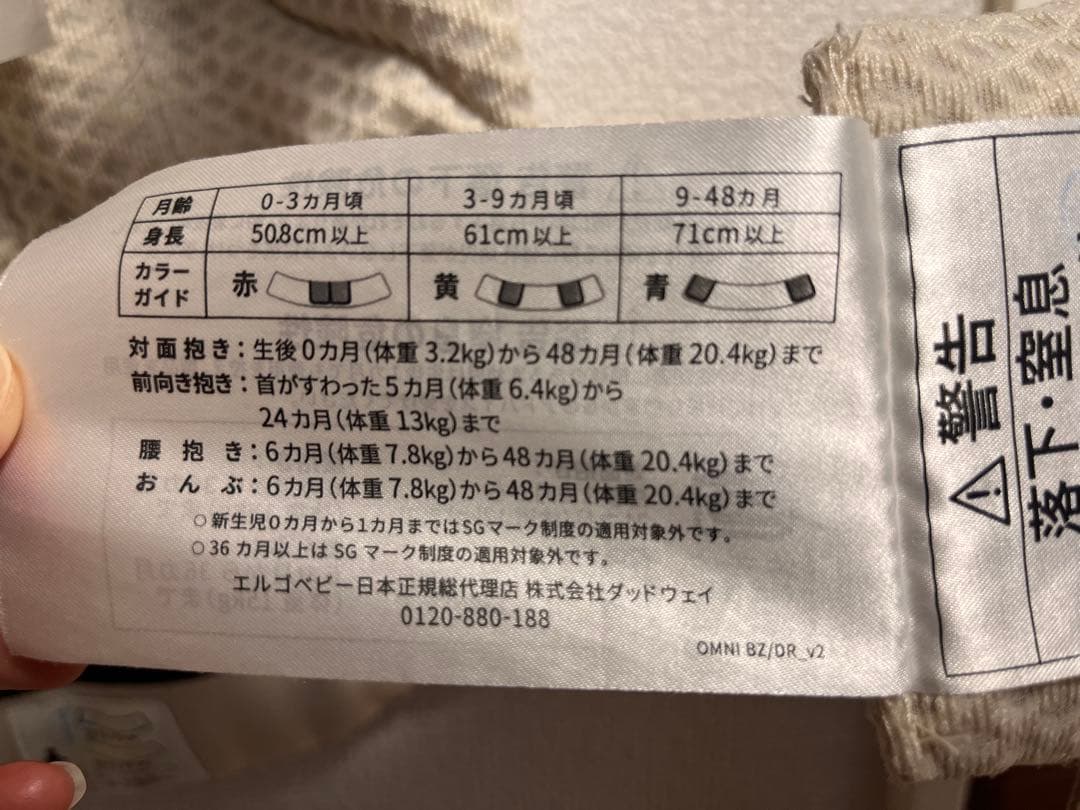 月齢 0-3カ月頃 3-9カ月頃 9-48カ月
身長 50.8cm以上 61cm以上 71cm以上
カラーガイド 赤 黄 青
対面抱き：生後0カ月(体重3.2kg)から48カ月(体重20.4kg)まで
前向き抱き：首がすわった5カ月(体重6.4kg)から
24カ月(体重13kg)まで
腰抱き：6カ月(体重7.8kg)から48カ月(体重20.4kg)まで
おんぶ：6カ月(体重7.8kg)から48カ月(体重20.4kg)まで
○新生児0カ月から1カ月まではSGマーク制度の適用対象外です。
○36カ月以上はSGマーク制度の適用対象外です。
エルゴベビー日本正規総代理店 株式会社ダッドウェイ
0120-880-188
OMNI BZ/DR_v2
警告
落下・窒息